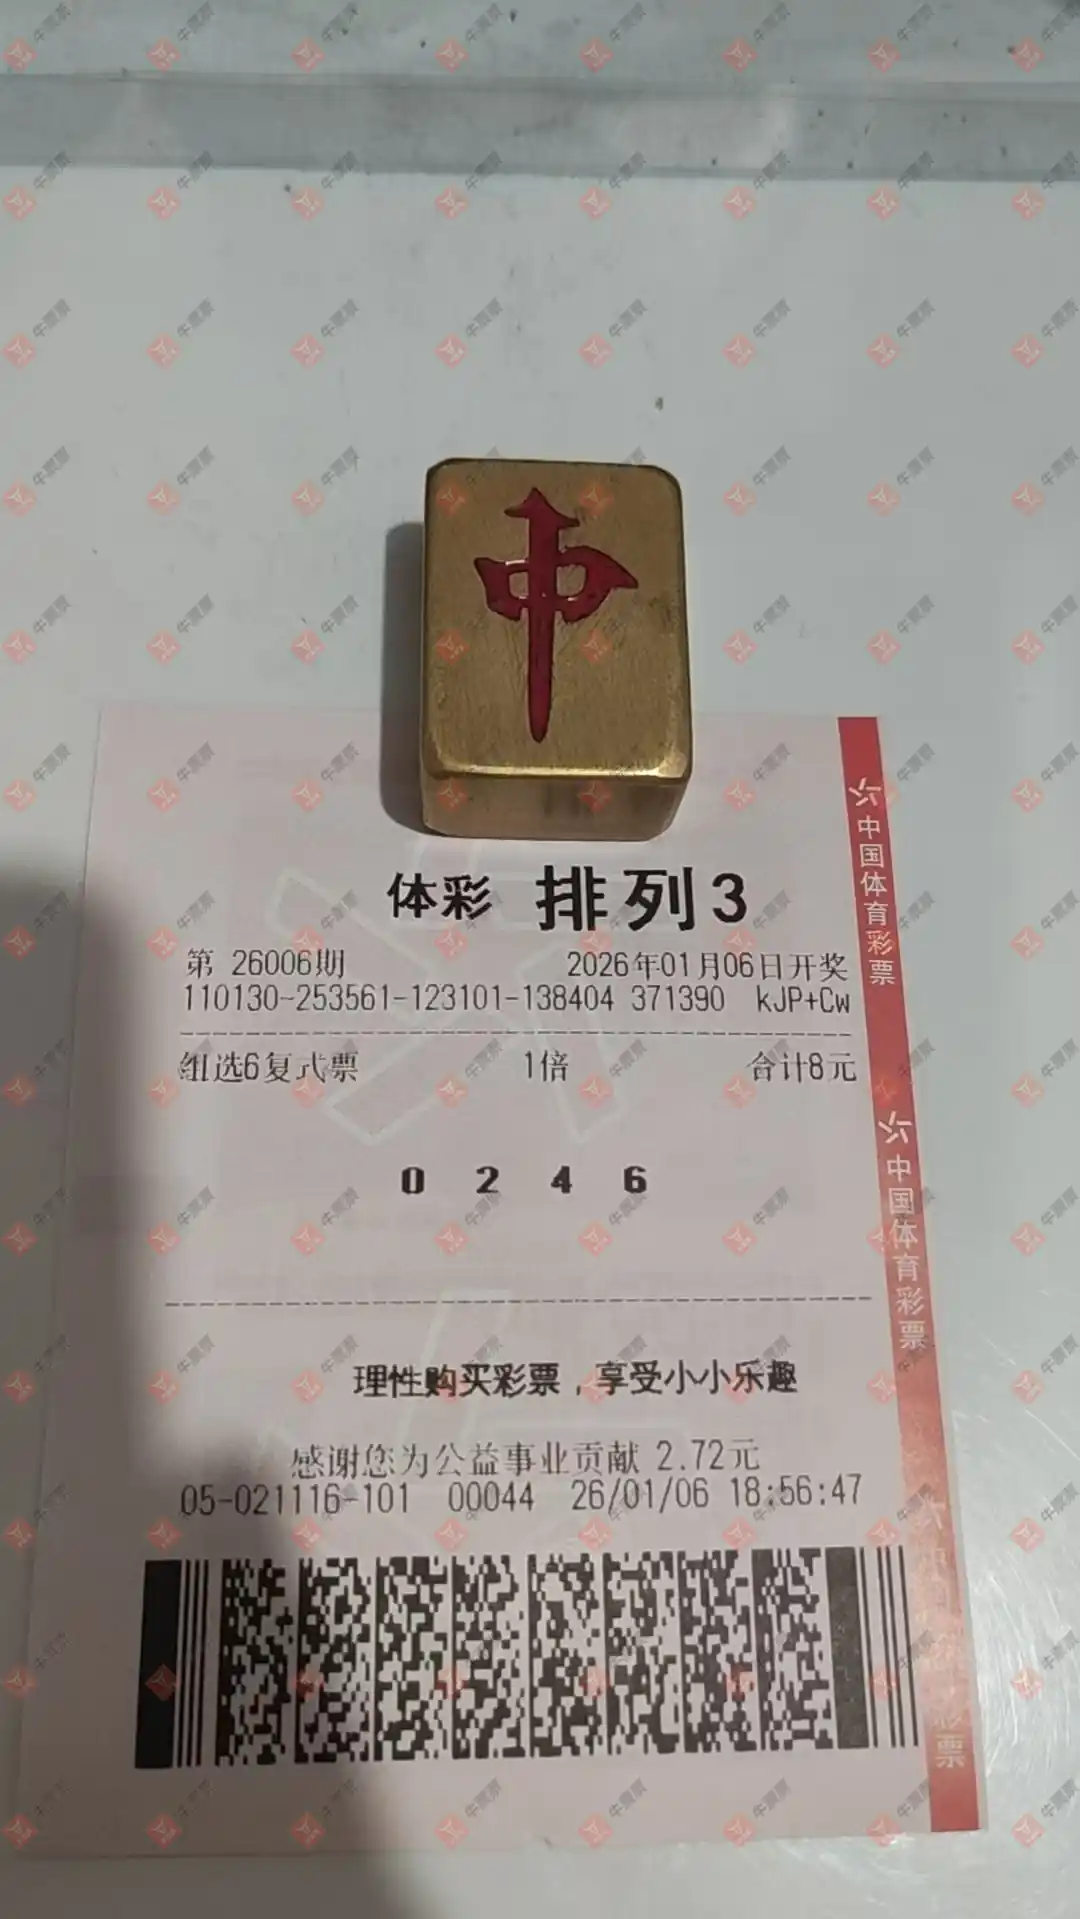 中
体彩 排列3
第 26006期 2026年01月06日开奖
110130-253561-123101-138404 371390 kJP+Cw
组选6复式票 1倍 合计8元
0 2 4 6
理性购买彩票，享受小小乐趣
感谢您为公益事业贡献 2.72元
05-021116-101 00044 26/01/06 18:56:47
中国体育彩票
中国体育彩票
票
牛票票